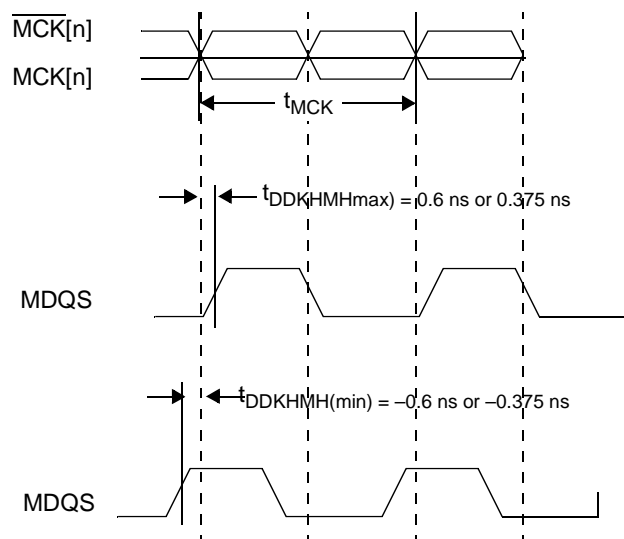 MCK[n]
MCK[n]
tMCK
tDDKHMHmax) = 0.6 ns or 0.375 ns
MDQS
tDDKHMH(min) = –0.6 ns or –0.375 ns
MDQS